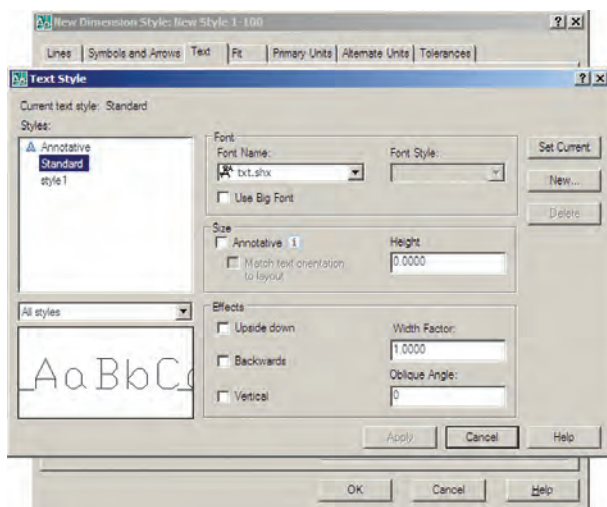 New Dimension Style: New Style 1-100
Lines Symbols and Arrows Text Fit Primary Units Alternate Units Tolerances
Text Style
Current text style: Standard
Styles:
Annotative
Standard
style1
All styles
AaBbCc
Font
Font Name:
txt.shx
Use Big Font
Font Style:
Size
Annotative
Match text orientation
to layout
Height
0.0000
Effects
Upside down
Backwards
Vertical
Width Factor:
1.0000
Oblique Angle:
0
Set Current
New...
Delete
Apply Cancel Help
OK Cancel Help